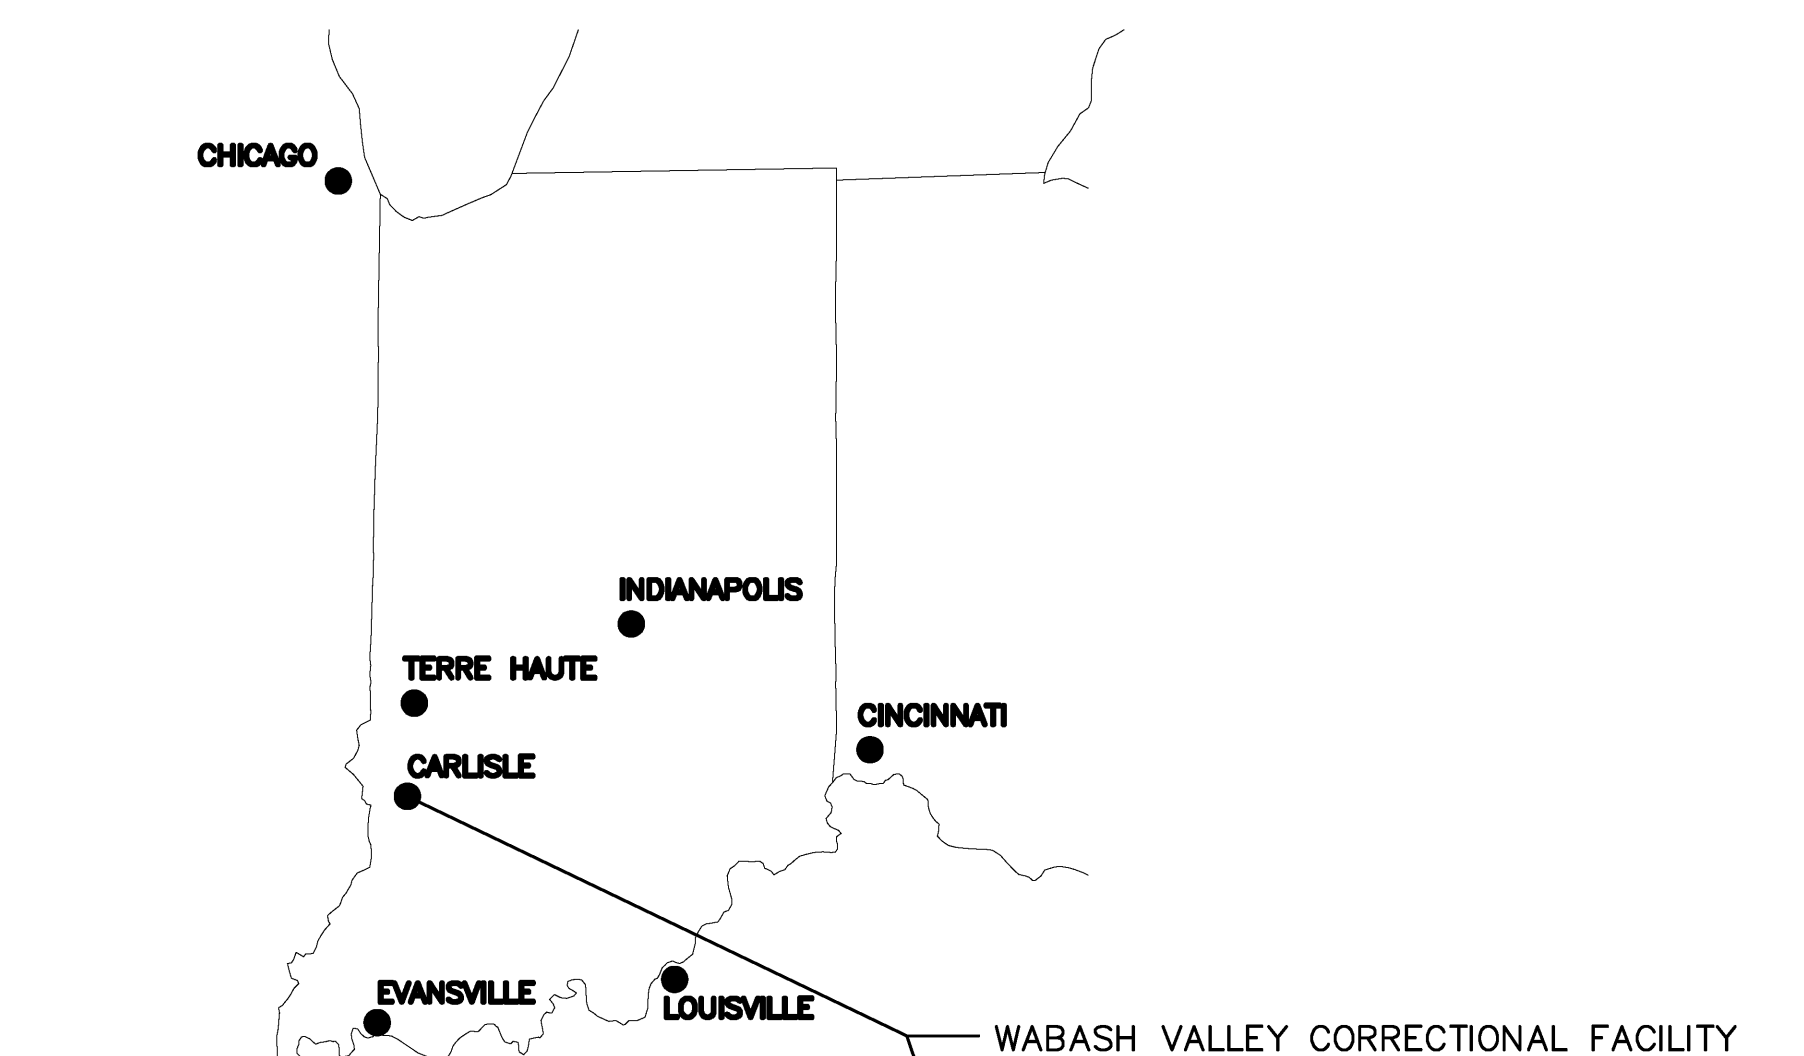 CHICAGO
INDIANAPOLIS
TERRE HAUTE
CINCINNATI
CARLISLE
EVANSVILLE
LOUISVILLE
WABASH VALLEY CORRECTIONAL FACILITY